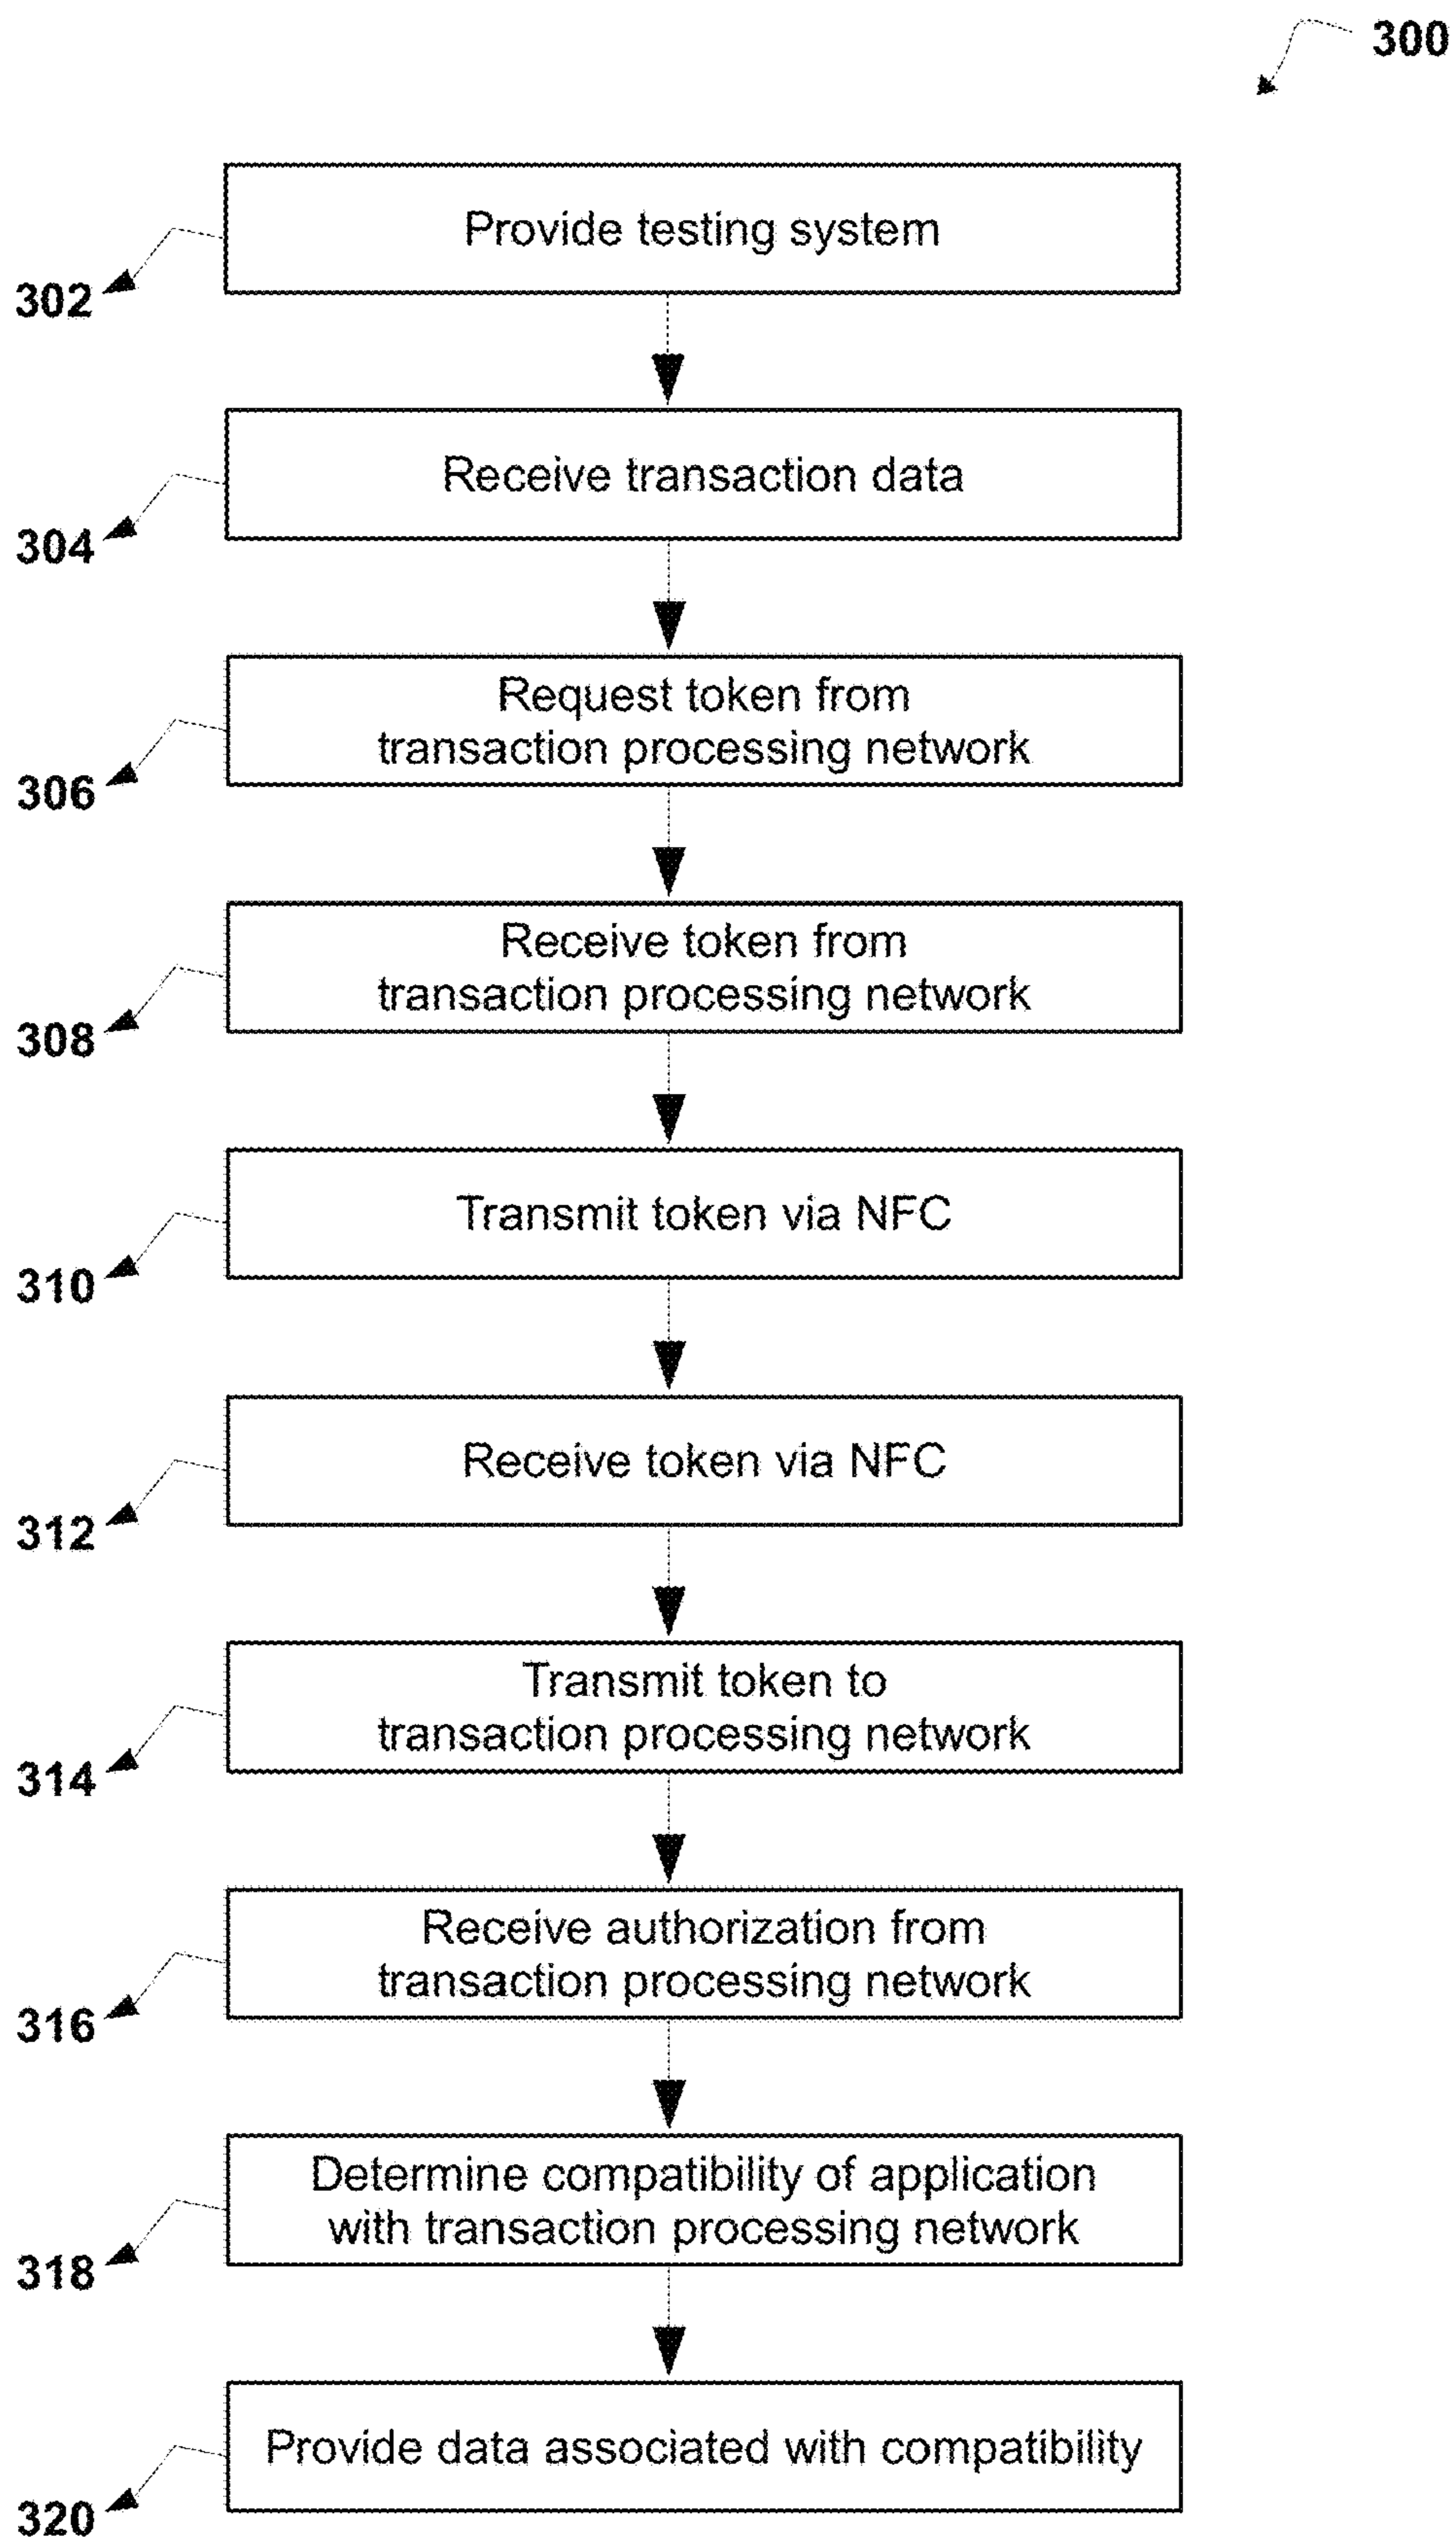 300
Provide testing system
302
Receive transaction data
304
Request token from
transaction processing network
306
Receive token from
transaction processing network
308
Transmit token via NFC
310
Receive token via NFC
312
Transmit token to
transaction processing network
314
Receive authorization from
transaction processing network
316
Determine compatibility of application
with transaction processing network
318
Provide data associated with compatibility
320